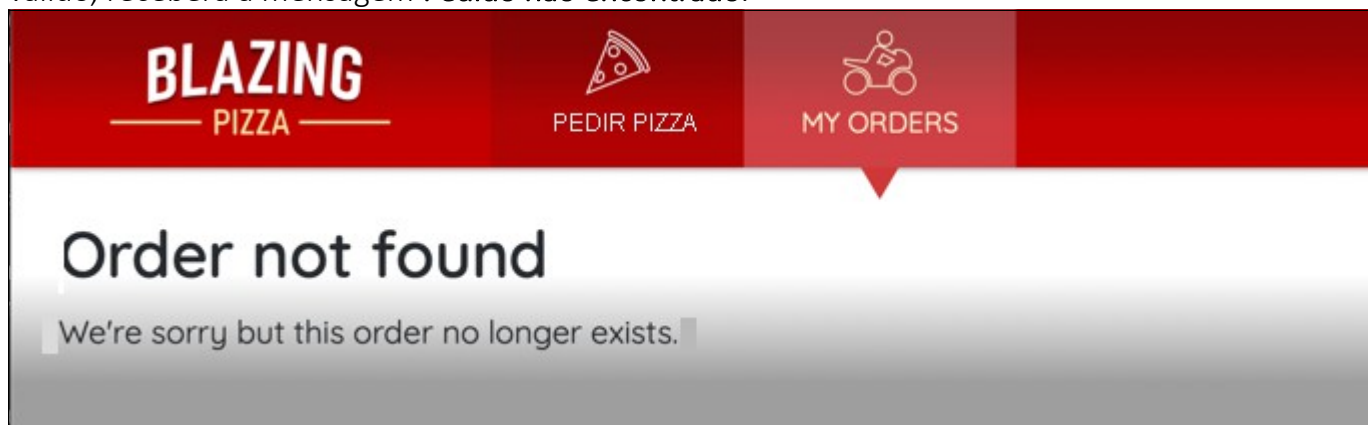 BLAZING
PIZZA
PEDIR PIZZA
MY ORDERS
Order not found
We're sorry but this order no longer exists.